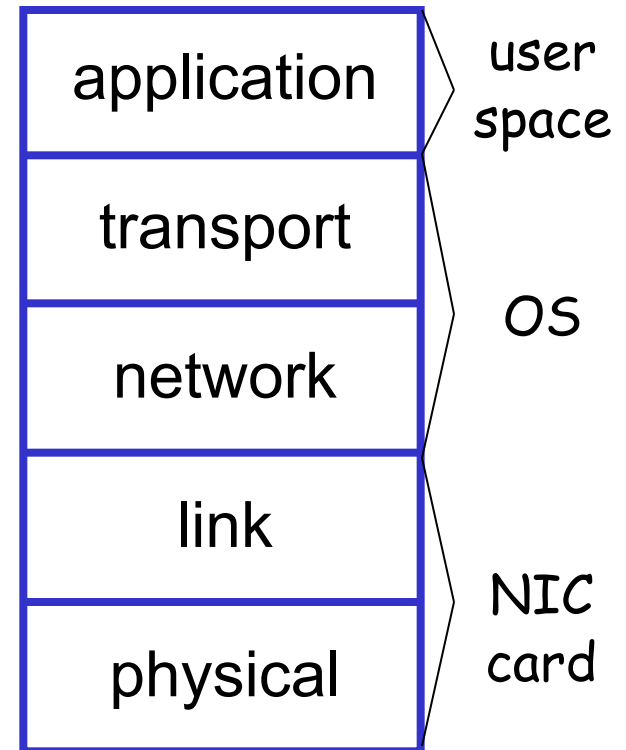 application
user
space
transport
OS
network
link
NIC
card
physical